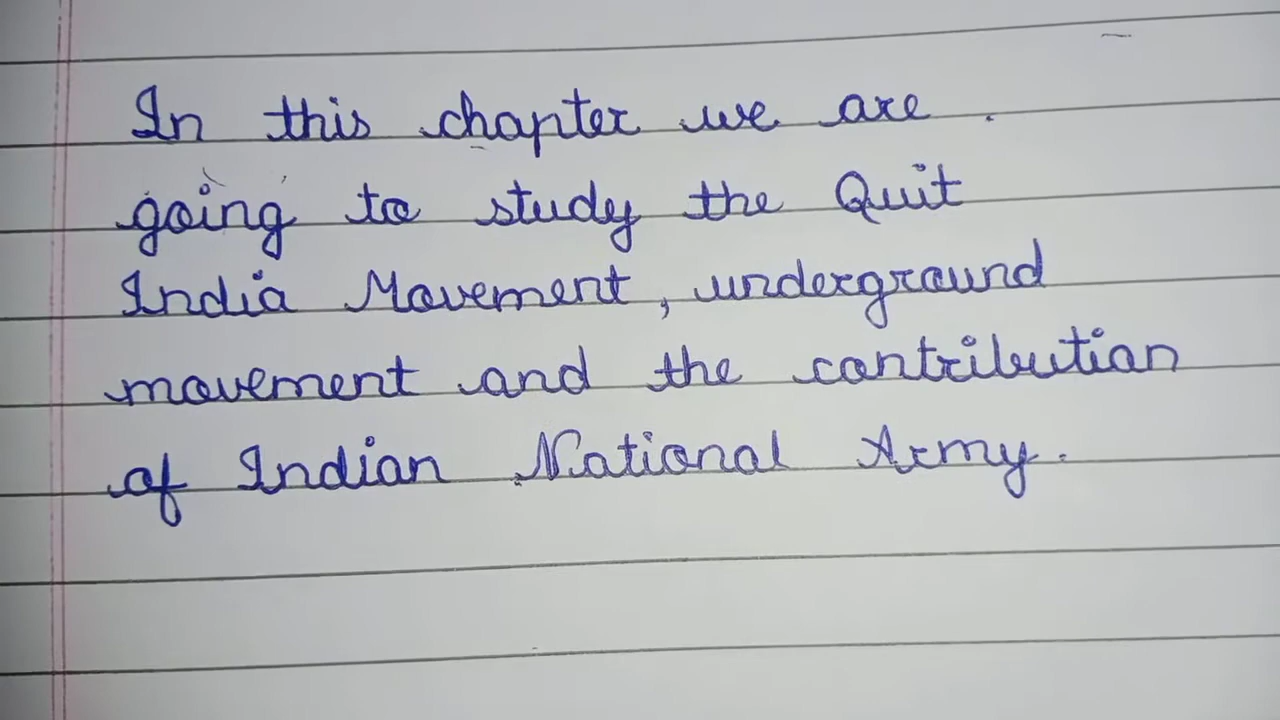 In this chapter we are
going to study the Quit
India Movement, underground
movement and the contribution
of Indian National Army.